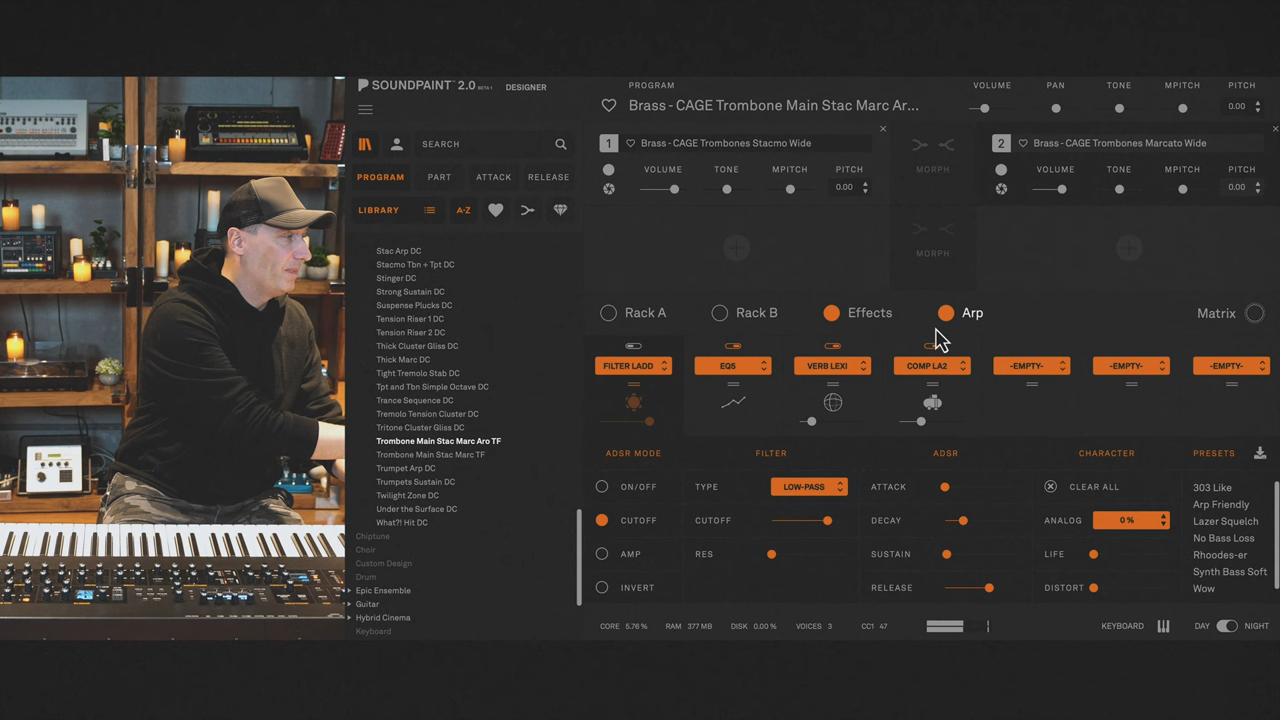 SOUNDPAINT™ 2.0 BETA 1 DESIGNER
PROGRAM
Brass - CAGE Trombone Main Stac Marc Ar...
VOLUME PAN TONE MPITCH PITCH
0.00
SEARCH
PROGRAM PART ATTACK RELEASE
LIBRARY A-Z
1 Brass - CAGE Trombones Stacmo Wide
VOLUME TONE MPITCH PITCH
0.00
MORPH
2 Brass - CAGE Trombones Marcato Wide
VOLUME TONE MPITCH PITCH
0.00
MORPH
Stac Arp DC
Stacmo Tbn + Tpt DC
Stinger DC
Strong Sustain DC
Suspense Plucks DC
Tension Riser 1 DC
Tension Riser 2 DC
Thick Cluster Gliss DC
Thick Marc DC
Tight Tremolo Stab DC
Tpt and Tbn Simple Octave DC
Trance Sequence DC
Tremolo Tension Cluster DC
Tritone Cluster Gliss DC
Trombone Main Stac Marc Aro TF
Trombone Main Stac Marc TF
Trumpet Arp DC
Trumpets Sustain DC
Twilight Zone DC
Under the Surface DC
What?! Hit DC
Chiptune
Choir
Custom Design
Drum
Epic Ensemble
Guitar
Hybrid Cinema
Keyboard
Rack A Rack B Effects Arp Matrix
FILTER LADD EQ5 VERB LEXI COMP LA2 -EMPTY- -EMPTY- -EMPTY-
ADSR MODE FILTER ADSR CHARACTER PRESETS
ON/OFF TYPE LOW-PASS ATTACK CLEAR ALL
CUTOFF CUTOFF DECAY ANALOG 0 %
AMP RES SUSTAIN LIFE
INVERT RELEASE DISTORT
303 Like
Arp Friendly
Lazer Squelch
No Bass Loss
Rhoodes-er
Synth Bass Soft
Wow
CORE 5.76 % RAM 377 MB DISK 0.00 % VOICES 3 CC1 47 KEYBOARD DAY NIGHT